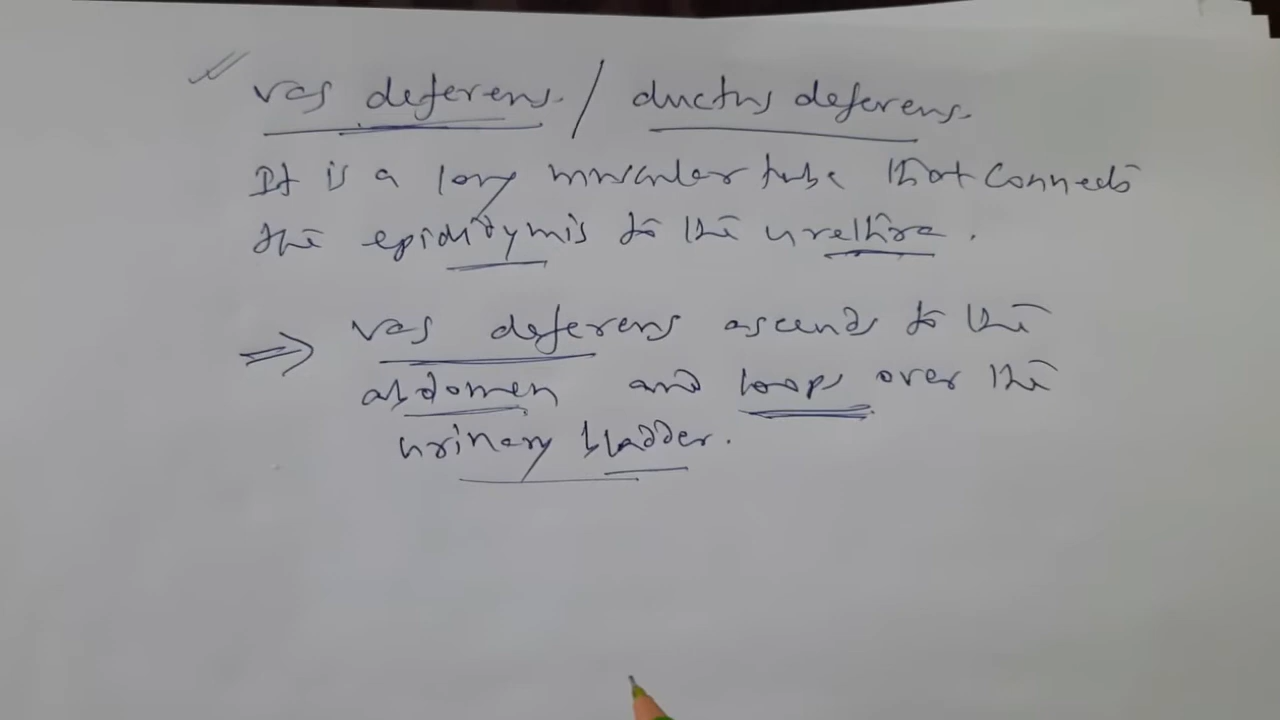 vas deferens. / ductus deferens.
It is a long muscular tube that connects
the epididymis to the urethra.
⇒ vas deferens ascends to the
abdomen and loops over the
urinary bladder.